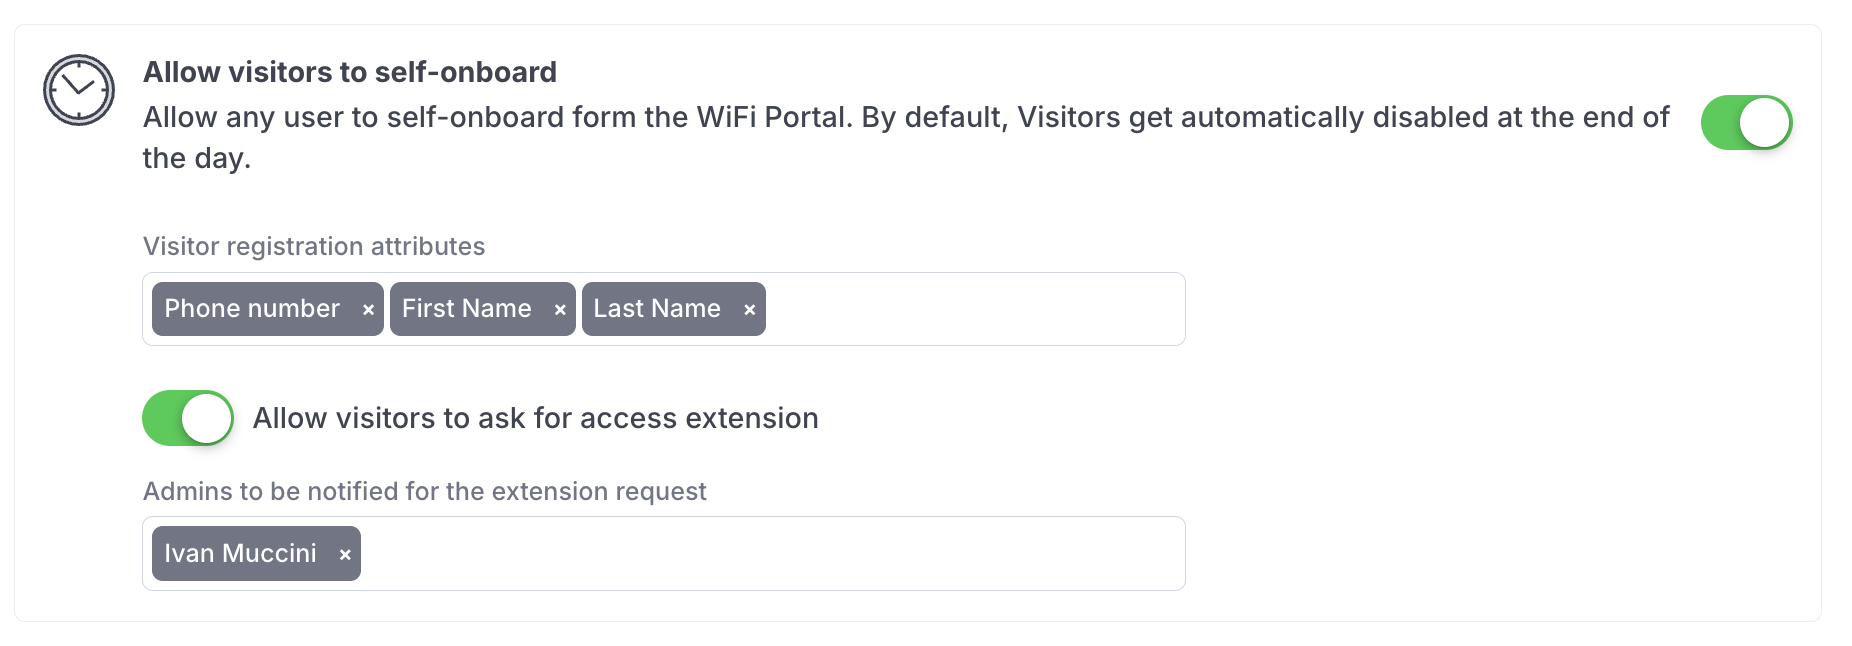 Allow visitors to self-onboard
Allow any user to self-onboard form the WiFi Portal. By default, Visitors get automatically disabled at the end of
the day.
Visitor registration attributes
Phone number × First Name × Last Name ×
Allow visitors to ask for access extension
Admins to be notified for the extension request
Ivan Muccini ×